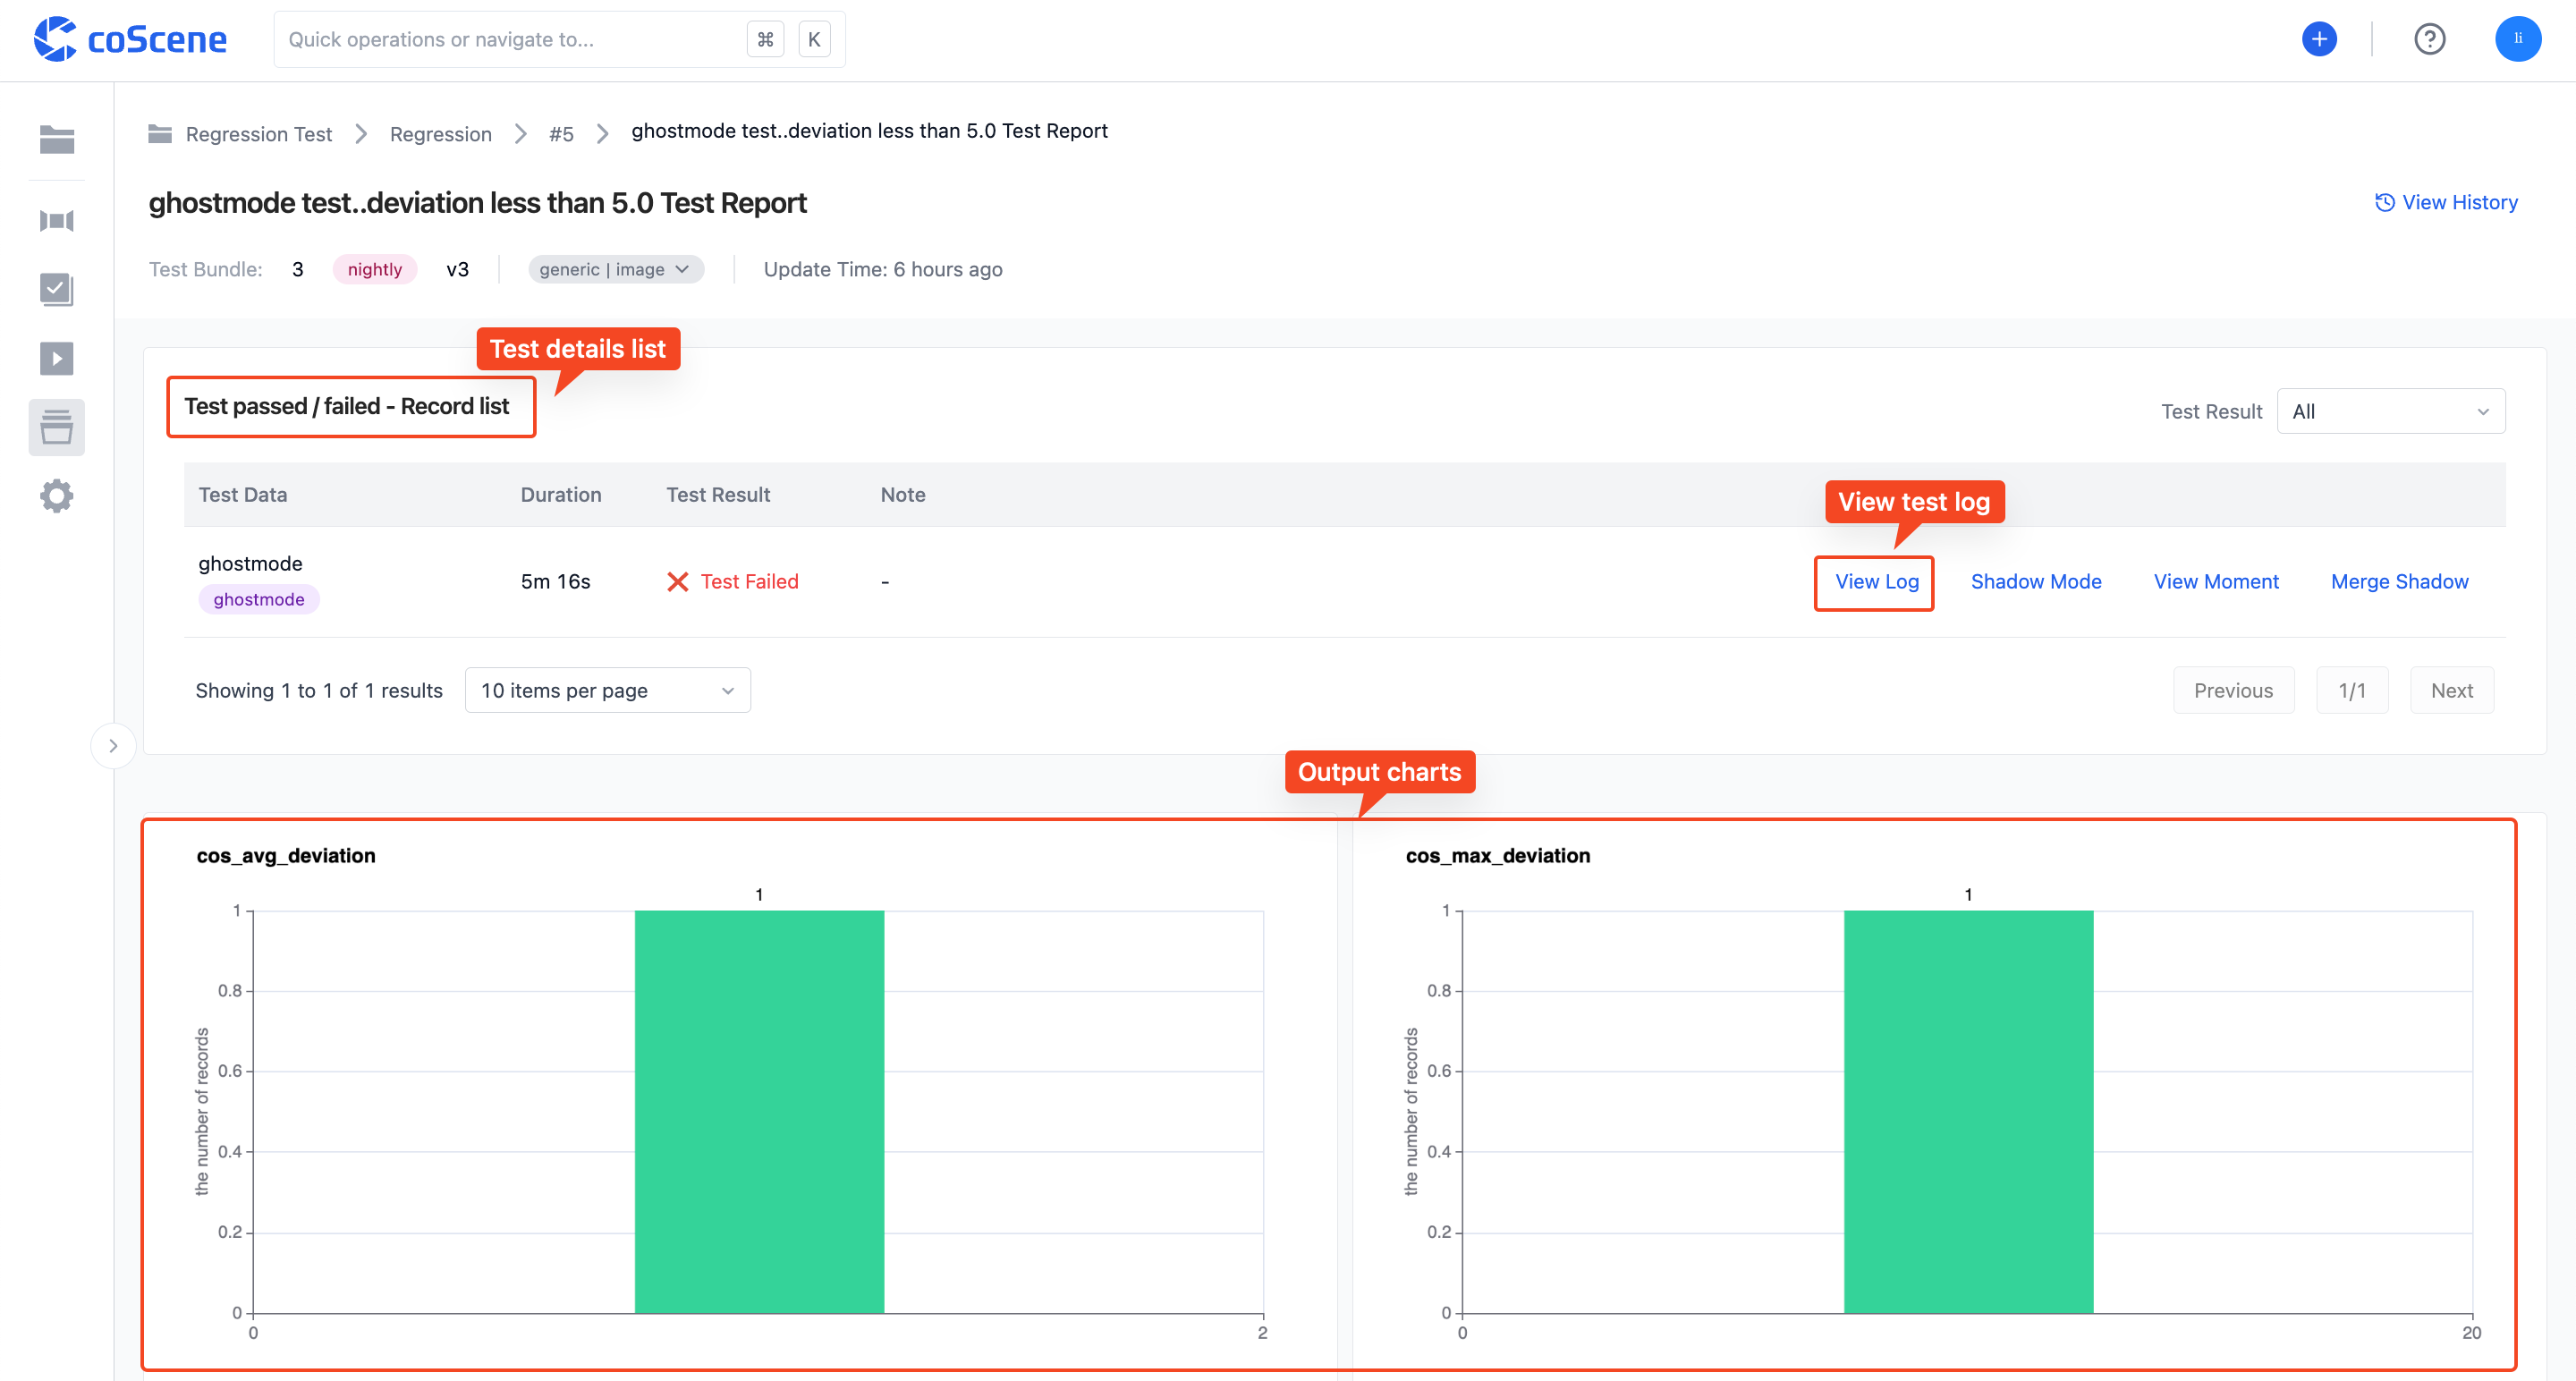 coScene
Quick operations or navigate to...
⌘ K
li
Regression Test
Regression
#5
ghostmode test..deviation less than 5.0 Test Report
ghostmode test..deviation less than 5.0 Test Report
View History
Test Bundle: 3 nightly v3 generic | image Update Time: 6 hours ago
Test details list
Test passed / failed - Record list
Test Result All
Test Data Duration Test Result Note
View test log
ghostmode
ghostmode
5m 16s Test Failed - View Log Shadow Mode View Moment Merge Shadow
Showing 1 to 1 of 1 results 10 items per page Previous 1/1 Next
Output charts
cos_avg_deviation
1
1
0.8
0.6
0.4
0.2
0
the number of records
0 2
cos_max_deviation
1
1
0.8
0.6
0.4
0.2
0
the number of records
0 20